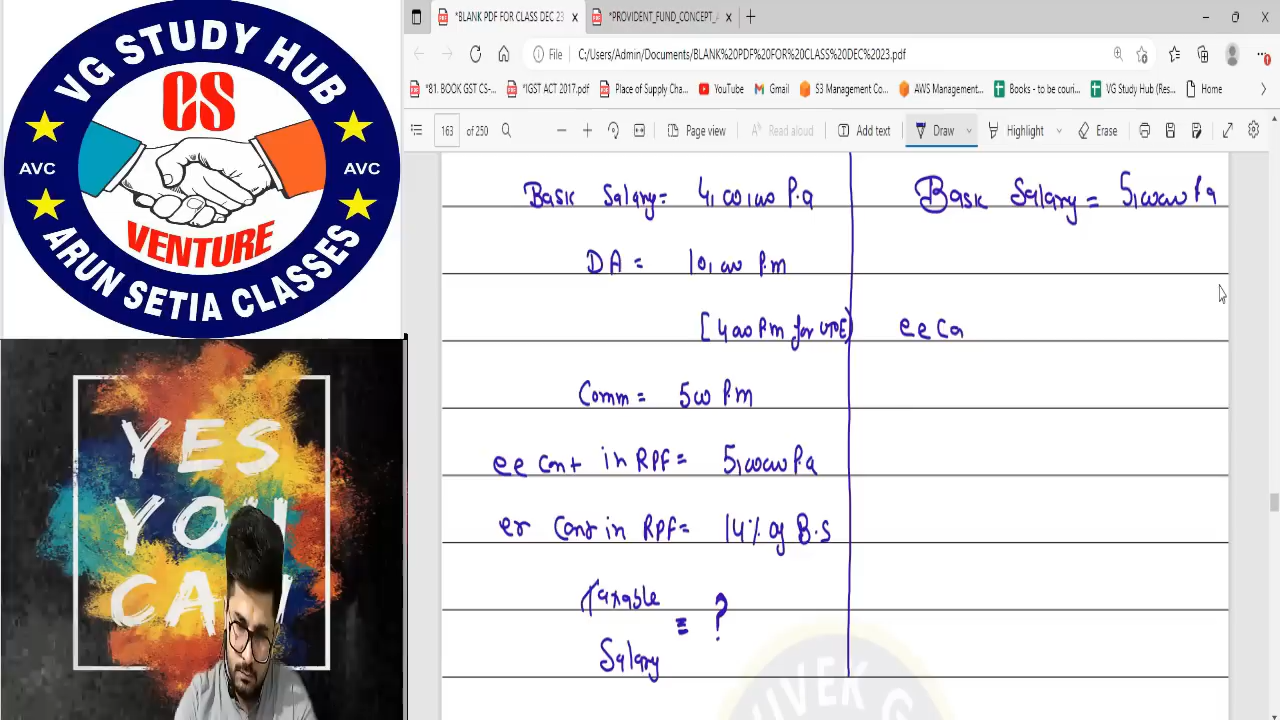 VG STUDY HUB
CS
AVC
AVC
VENTURE
ARUN SETIA CLASSES
YES
YOU
CA
*BLANK PDF FOR CLASS DEC 23
*PROVIDENT_FUND_CONCEPT_
File
C:/Users/Admin/Documents/BLANK%20PDF%20FOR%20CLASS%20DEC%202023.pdf
*81. BOOK GST CS-...
*IGST ACT 2017.pdf
Place of Supply Cha...
YouTube
Gmail
S3 Management Co...
AWS Management...
Books - to be couri...
VG Study Hub (Res...
Home
163 of 250
Page view
Read aloud
Add text
Draw
Highlight
Erase
Basic Salary = 4,00,000 P.a
DA = 10,000 P.m
[4000 Pm for UTE)
Comm = 500 P.m
ee Cont in RPF = 5,00,000 Pa
er Cont in RPF = 14% of B.S
Taxable
Salary
= ?
Basic Salary = 5,00,000 Pa
ee Co